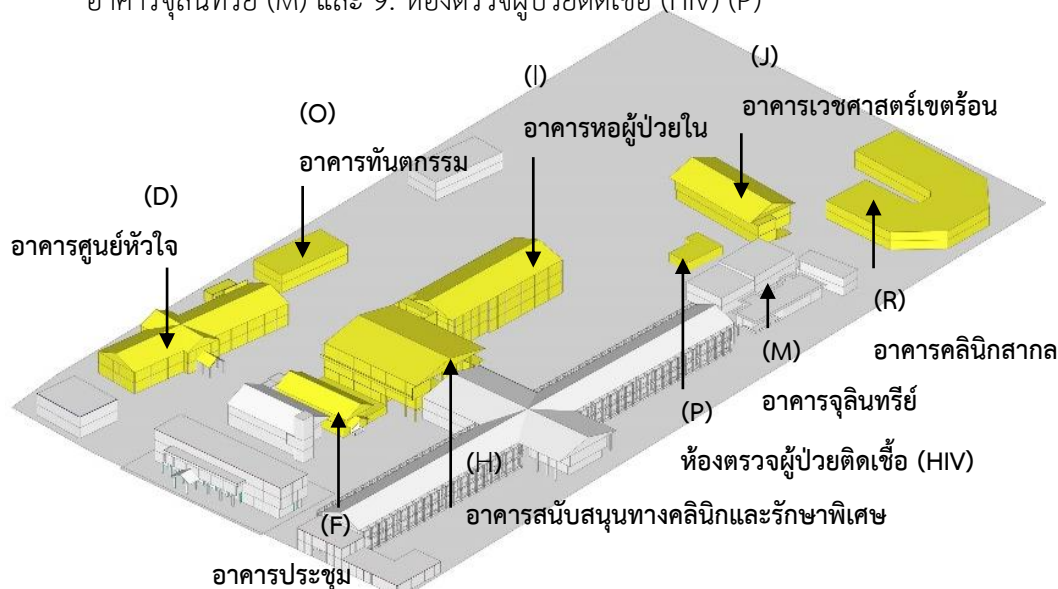 อาคารจุลินทรีย์ (M) และ 9. ห้องตรวจผู้ป่วยติดเชื้อ (HIV) (P)
(J)
(I)
อาคารเวชศาสตร์เขตร้อน
(O)
อาคารหอผู้ป่วยใน
อาคารทันตกรรม
(D)
อาคารศูนย์หัวใจ
(R)
อาคารคลินิกสากล
(M)
อาคารจุลินทรีย์
(P)
ห้องตรวจผู้ป่วยติดเชื้อ (HIV)
(H)
อาคารสนับสนุนทางคลินิกและรักษาพิเศษ
(F)
อาคารประชุม